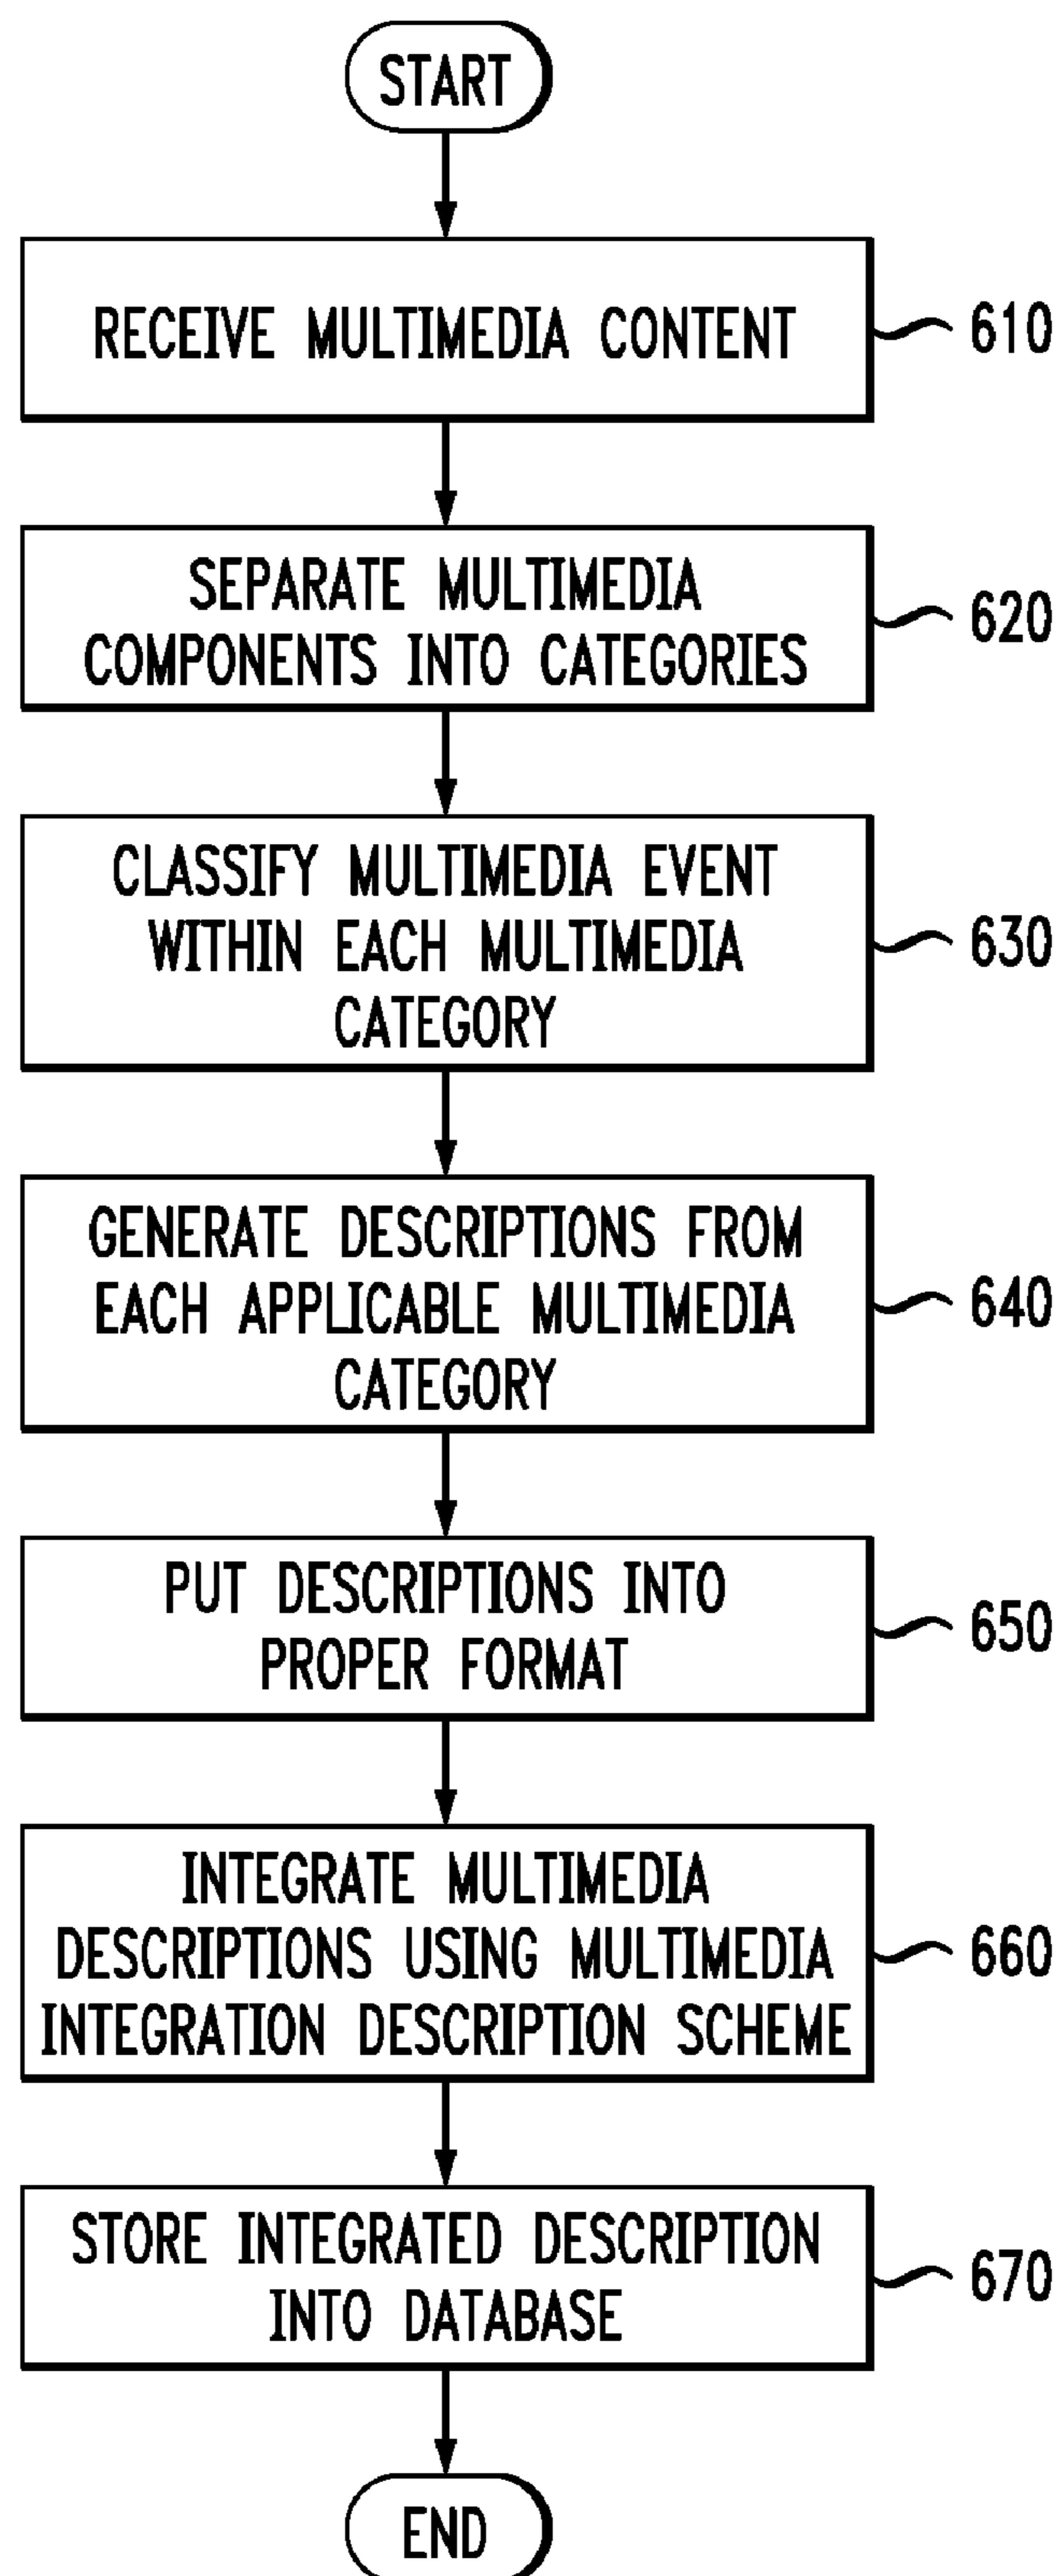 START
RECEIVE MULTIMEDIA CONTENT
610
SEPARATE MULTIMEDIA
COMPONENTS INTO CATEGORIES
620
CLASSIFY MULTIMEDIA EVENT
WITHIN EACH MULTIMEDIA
CATEGORY
630
GENERATE DESCRIPTIONS FROM
EACH APPLICABLE MULTIMEDIA
CATEGORY
640
PUT DESCRIPTIONS INTO
PROPER FORMAT
650
INTEGRATE MULTIMEDIA
DESCRIPTIONS USING MULTIMEDIA
INTEGRATION DESCRIPTION SCHEME
660
STORE INTEGRATED DESCRIPTION
INTO DATABASE
670
END